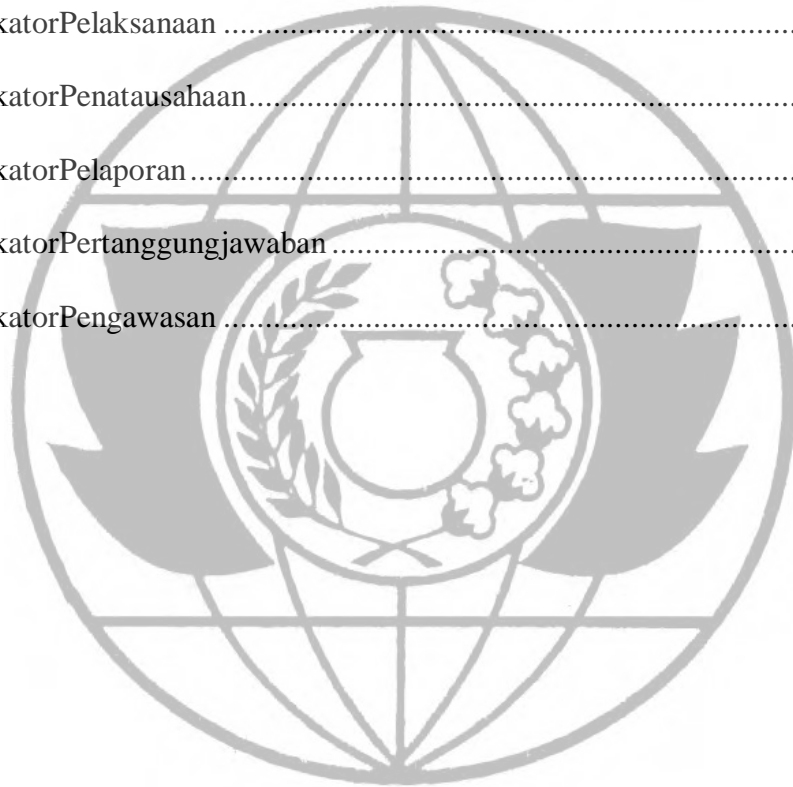 katorPelaksanaan ........................................................................
katorPenatausahaan.....................................................................
katorPelaporan.............................................................................
katorPertanggungjawaban...........................................................
katorPengawasan ........................................................................